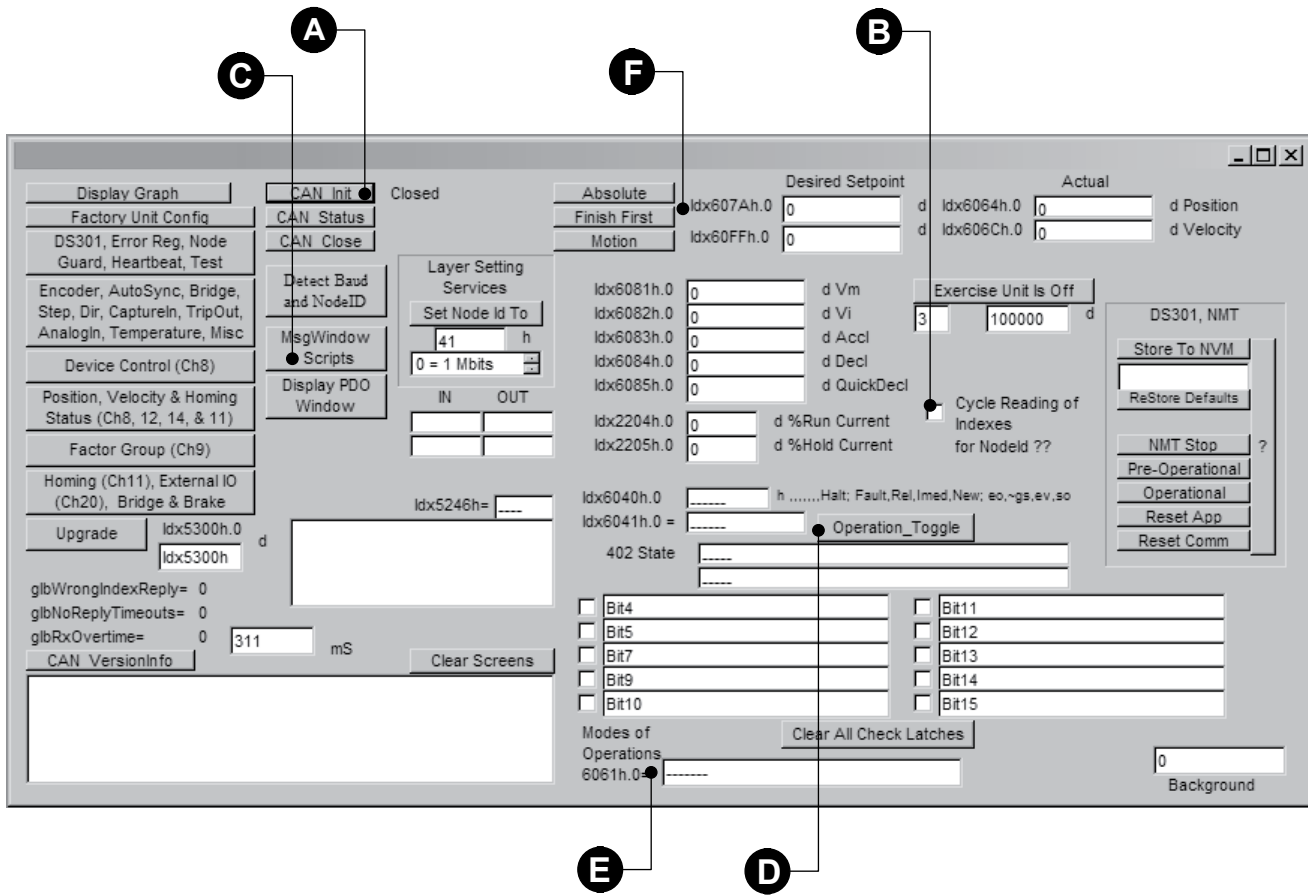 A
B
C
F
Display Graph
Factory Unit Config
DS301, Error Reg, Node
Guard, Heartbeat, Test
Encoder, AutoSync, Bridge,
Step, Dir, CaptureIn, TripOut,
AnalogIn, Temperature, Misc
Device Control (Ch8)
Position, Velocity & Homing
Status (Ch8, 12, 14, & 11)
Factor Group (Ch9)
Homing (Ch11), External IO
(Ch20), Bridge & Brake
Upgrade
Idx5300h.0
Idx5300h
d
glbWrongIndexReply= 0
glbNoReplyTimeouts= 0
glbRxOvertime= 0
311
mS
CAN_VersionInfo
Clear Screens
CAN_Init
Closed
CAN_Status
CAN_Close
Detect Baud
and NodeID
MsgWindow
Scripts
Display PDO
Window
Layer Setting
Services
Set Node Id To
41 h
0 = 1 Mbits
IN OUT
Idx5246h= ____
Absolute
Finish First
Motion
Desired Setpoint
Actual
Idx607Ah.0 0 d Idx6064h.0 0 d Position
Idx60FFh.0 0 d Idx606Ch.0 0 d Velocity
Idx6081h.0 0 d Vm
Idx6082h.0 0 d Vi
Idx6083h.0 0 d Accl
Idx6084h.0 0 d Decl
Idx6085h.0 0 d QuickDecl
Idx2204h.0 0 d %Run Current
Idx2205h.0 0 d %Hold Current
Exercise Unit Is Off
3 100000 d
Cycle Reading of
Indexes
for NodeId ??
DS301, NMT
Store To NVM
ReStore Defaults
NMT Stop
?
Pre-Operational
Operational
Reset App
Reset Comm
Idx6040h.0 _____ h .......Halt; Fault,Rel,Imed,New; eo,~gs,ev,so
Idx6041h.0 = _____
Operation_Toggle
402 State _____
_____
Bit4 Bit11
Bit5 Bit12
Bit7 Bit13
Bit9 Bit14
Bit10 Bit15
Modes of
Operations
6061h.0= -------
Clear All Check Latches
0
Background
E
D